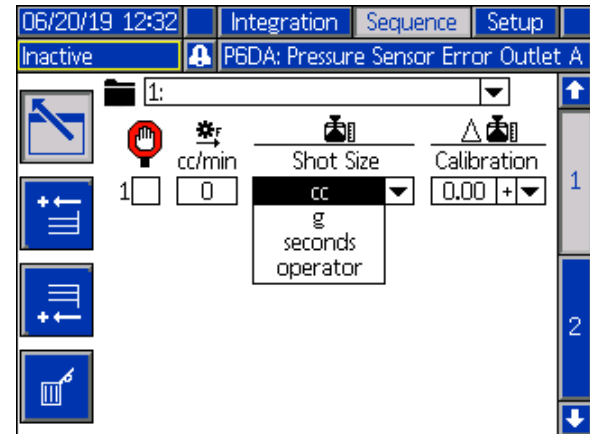 06/20/19 12:32 Integration Sequence Setup
Inactive P6DA: Pressure Sensor Error Outlet A
1:
F
cc/min Shot Size Calibration
1 0 cc 0.00 +
g
seconds
operator
1
2